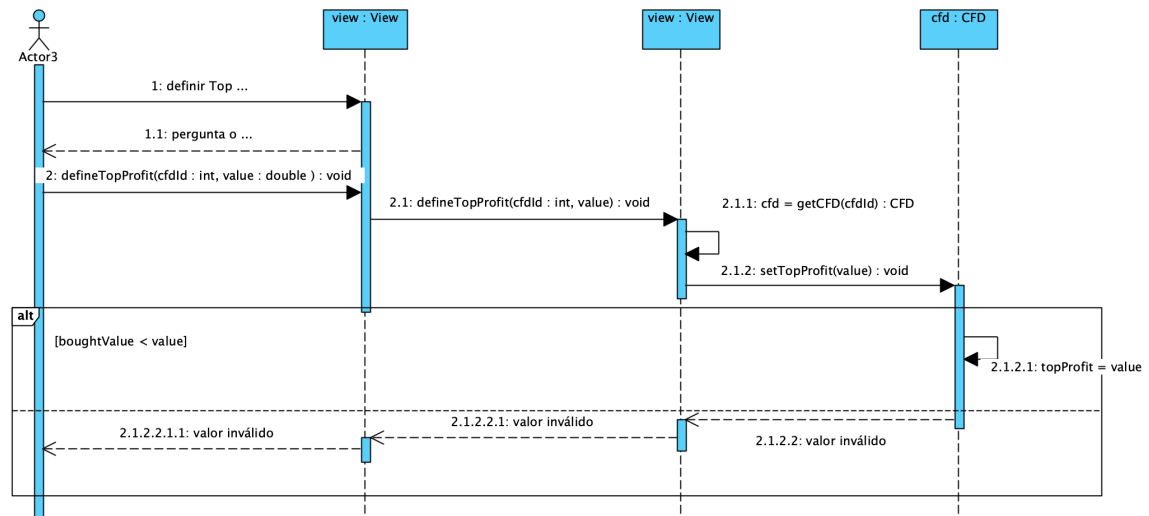 view : View
view : View
cfd : CFD
Actor3
1: definir Top ...
1.1: pergunta o ...
2: defineTopProfit(cfdId : int, value : double ) : void
2.1: defineTopProfit(cfdId : int, value) : void
2.1.1: cfd = getCFD(cfdId) : CFD
2.1.2: setTopProfit(value) : void
alt
[boughtValue < value]
2.1.2.1: topProfit = value
2.1.2.2: valor inválido
2.1.2.2.1: valor inválido
2.1.2.2.1.1: valor inválido